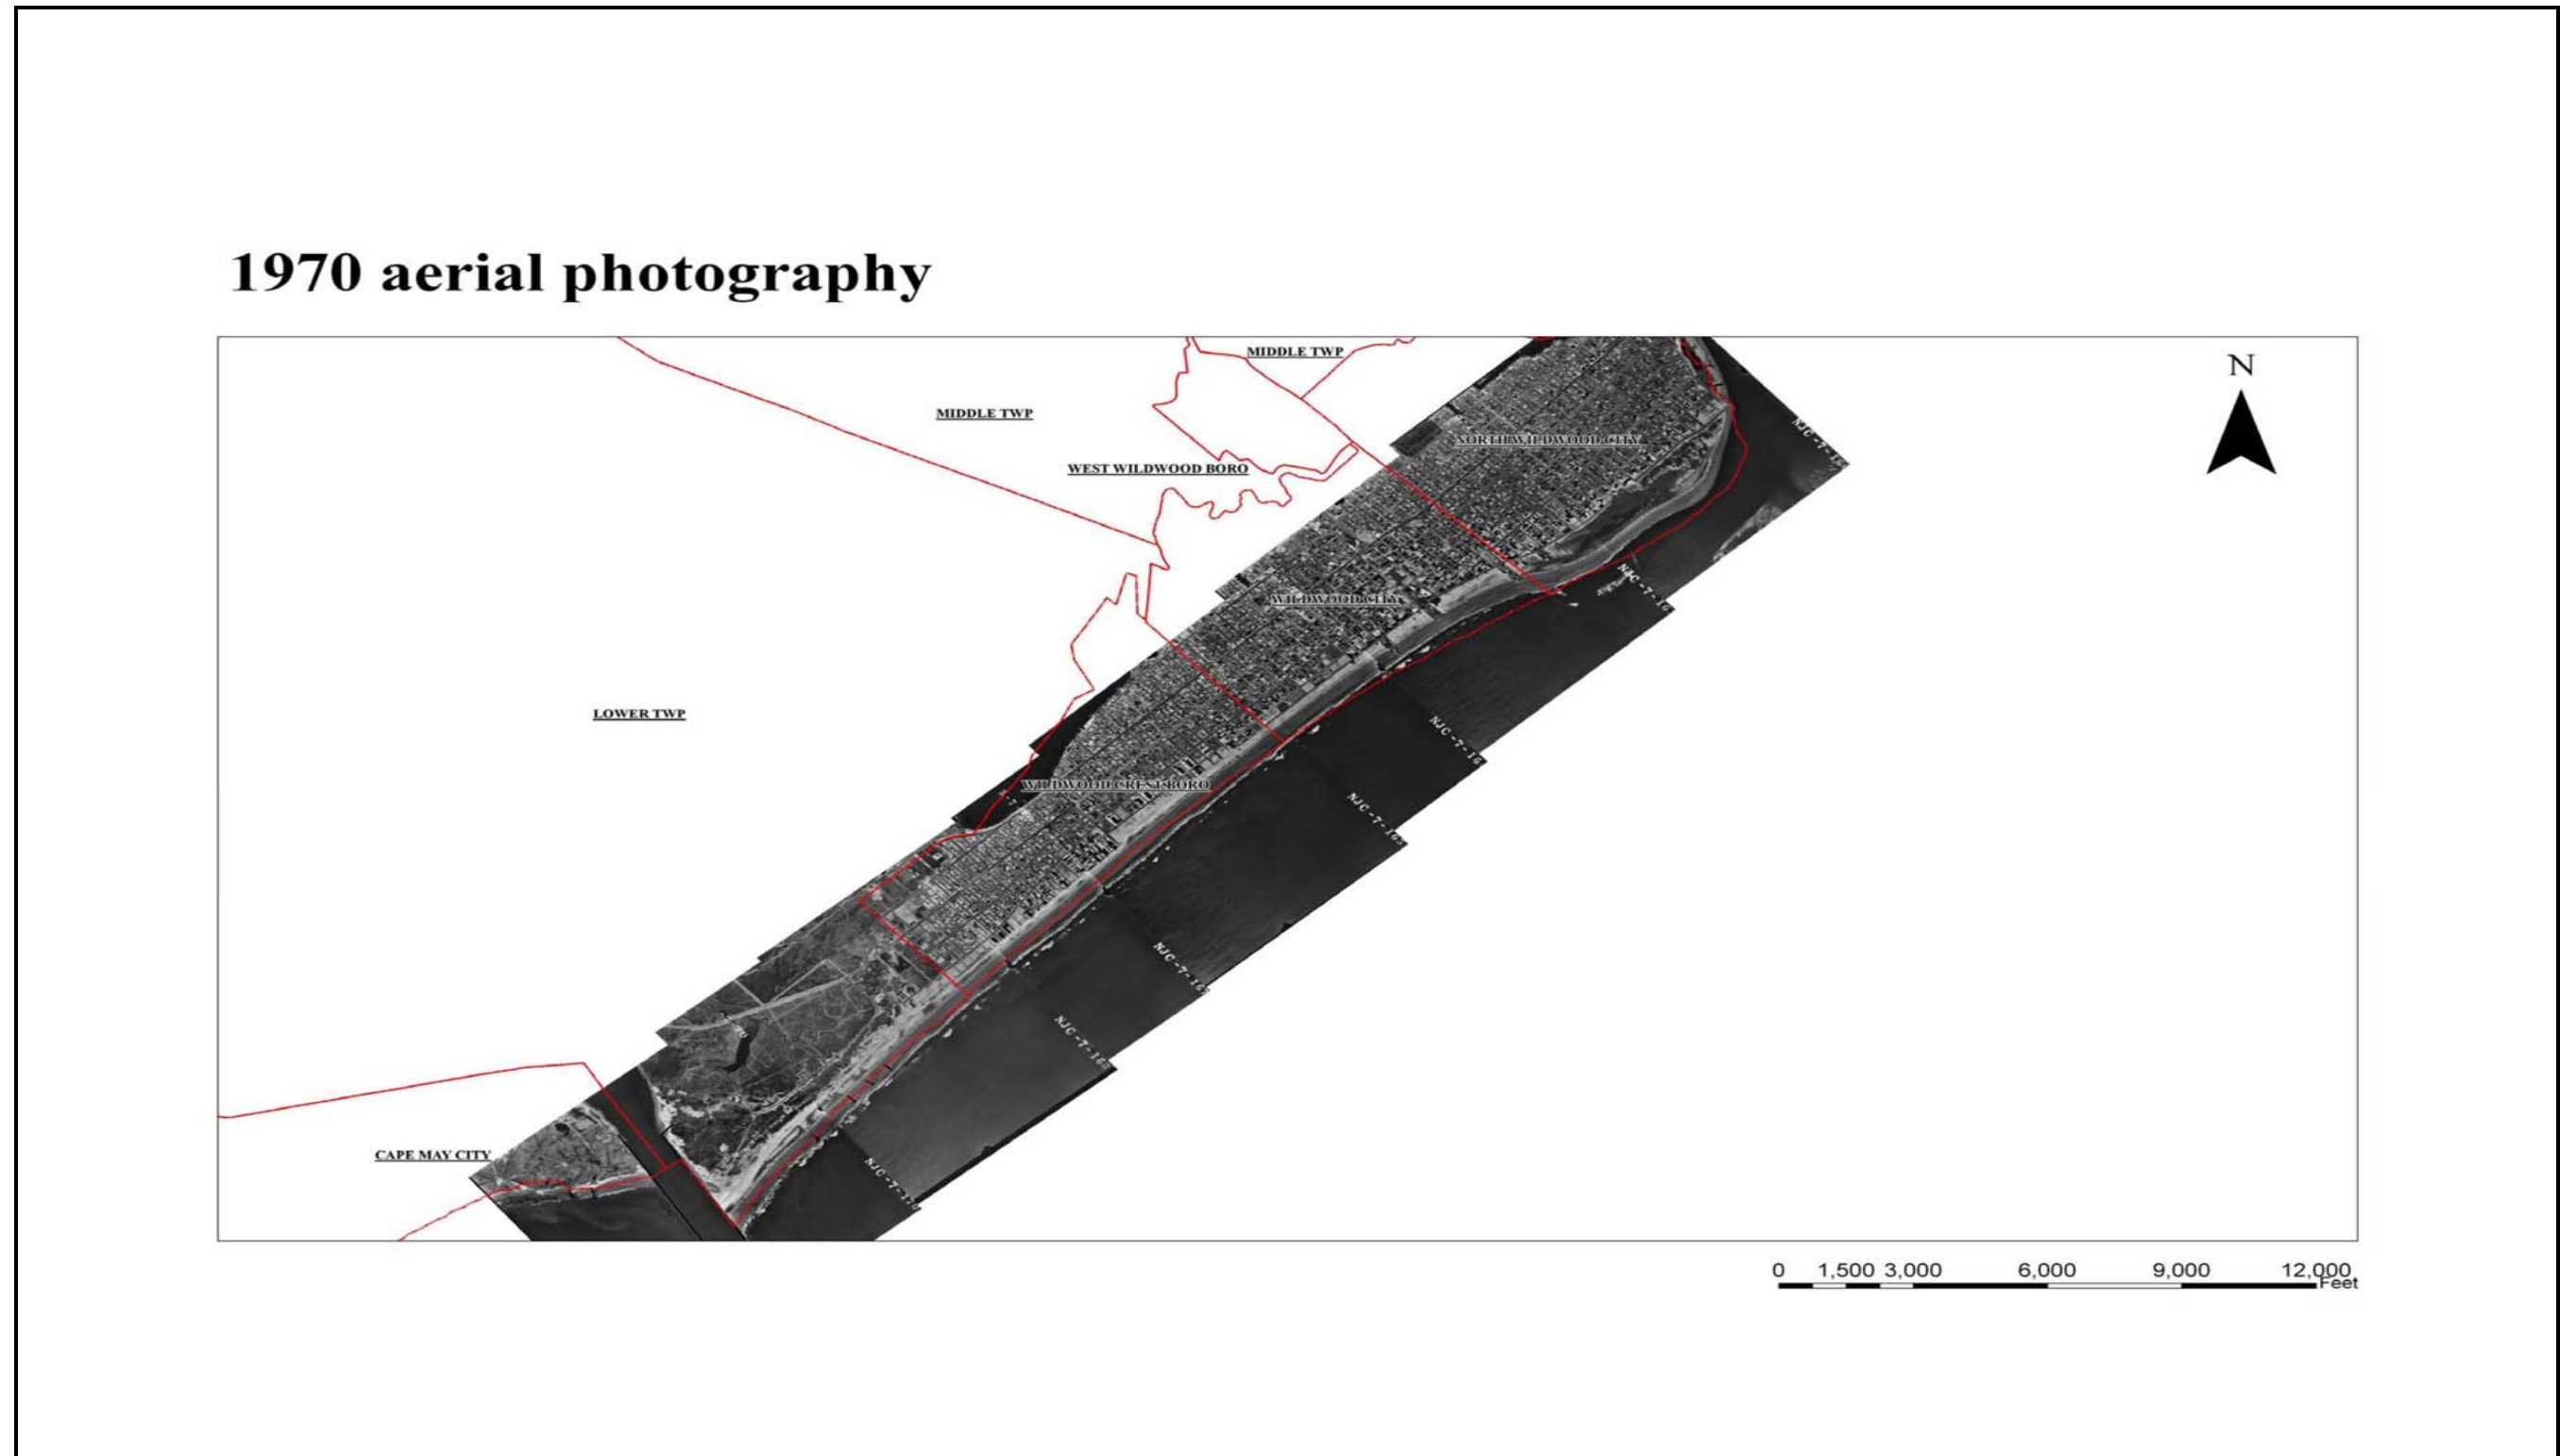 1970 aerial photography
MIDDLE TWP
N
MIDDLE TWP
NORTH WILDWOOD CITY
WEST WILDWOOD BORO
WILDWOOD CITY
LOWER TWP
WILDWOOD CREST BORO
CAPE MAY CITY
0 1,500 3,000 6,000 9,000 12,000
Feet